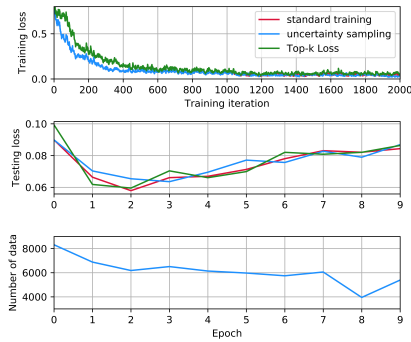 Training loss
0.5
0.0
standard training
uncertainty sampling
Top-k Loss
0 200 400 600 800 1000 1200 1400 1600 1800 2000
Training iteration
Testing loss
0.10
0.08
0.06
0 1 2 3 4 5 6 7 8 9
Number of data
8000
6000
4000
0 1 2 3 4 5 6 7 8 9
Epoch